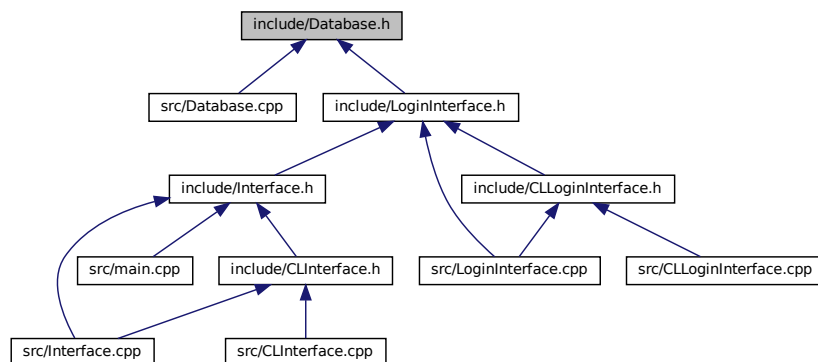 include/Database.h
src/Database.cpp
include/LoginInterface.h
include/Interface.h
include/CLLoginInterface.h
src/main.cpp
include/CLInterface.h
src/LoginInterface.cpp
src/CLLoginInterface.cpp
src/Interface.cpp
src/CLInterface.cpp